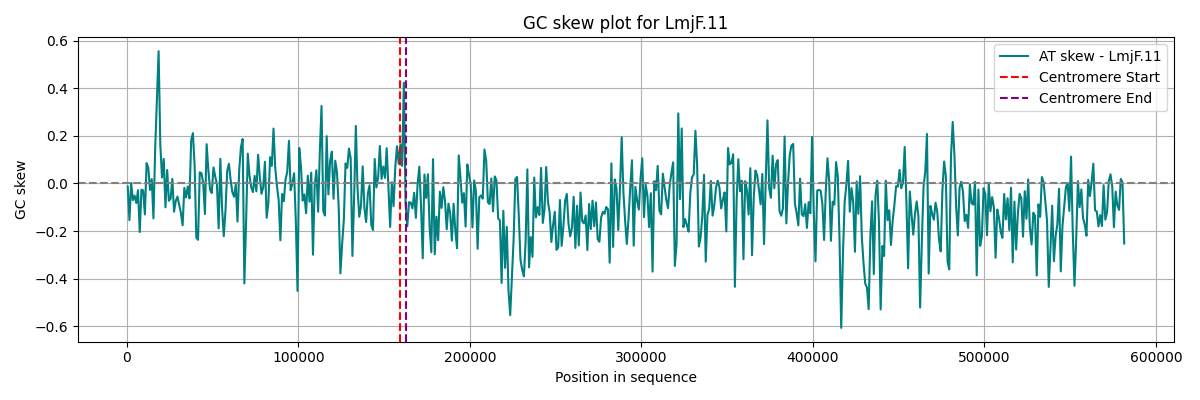 GC skew plot for LmjF.11
AT skew - LmjF.11
Centromere Start
Centromere End
GC skew
0.6
0.4
0.2
0.0
−0.2
−0.4
−0.6
0
100000
200000
300000
400000
500000
600000
Position in sequence